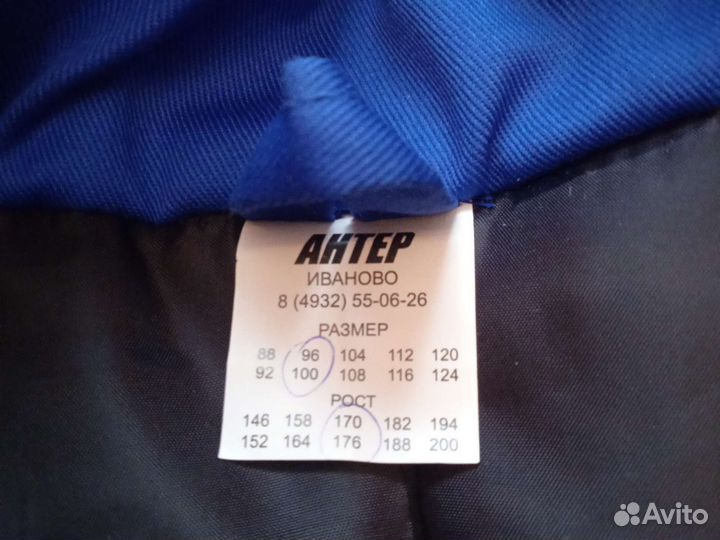 АНТЕР
ИВАНОВО
8 (4932) 55-06-26
РАЗМЕР
88 96 104 112 120
92 100 108 116 124
РОСТ
146 158 170 182 194
152 164 176 188 200
Avito